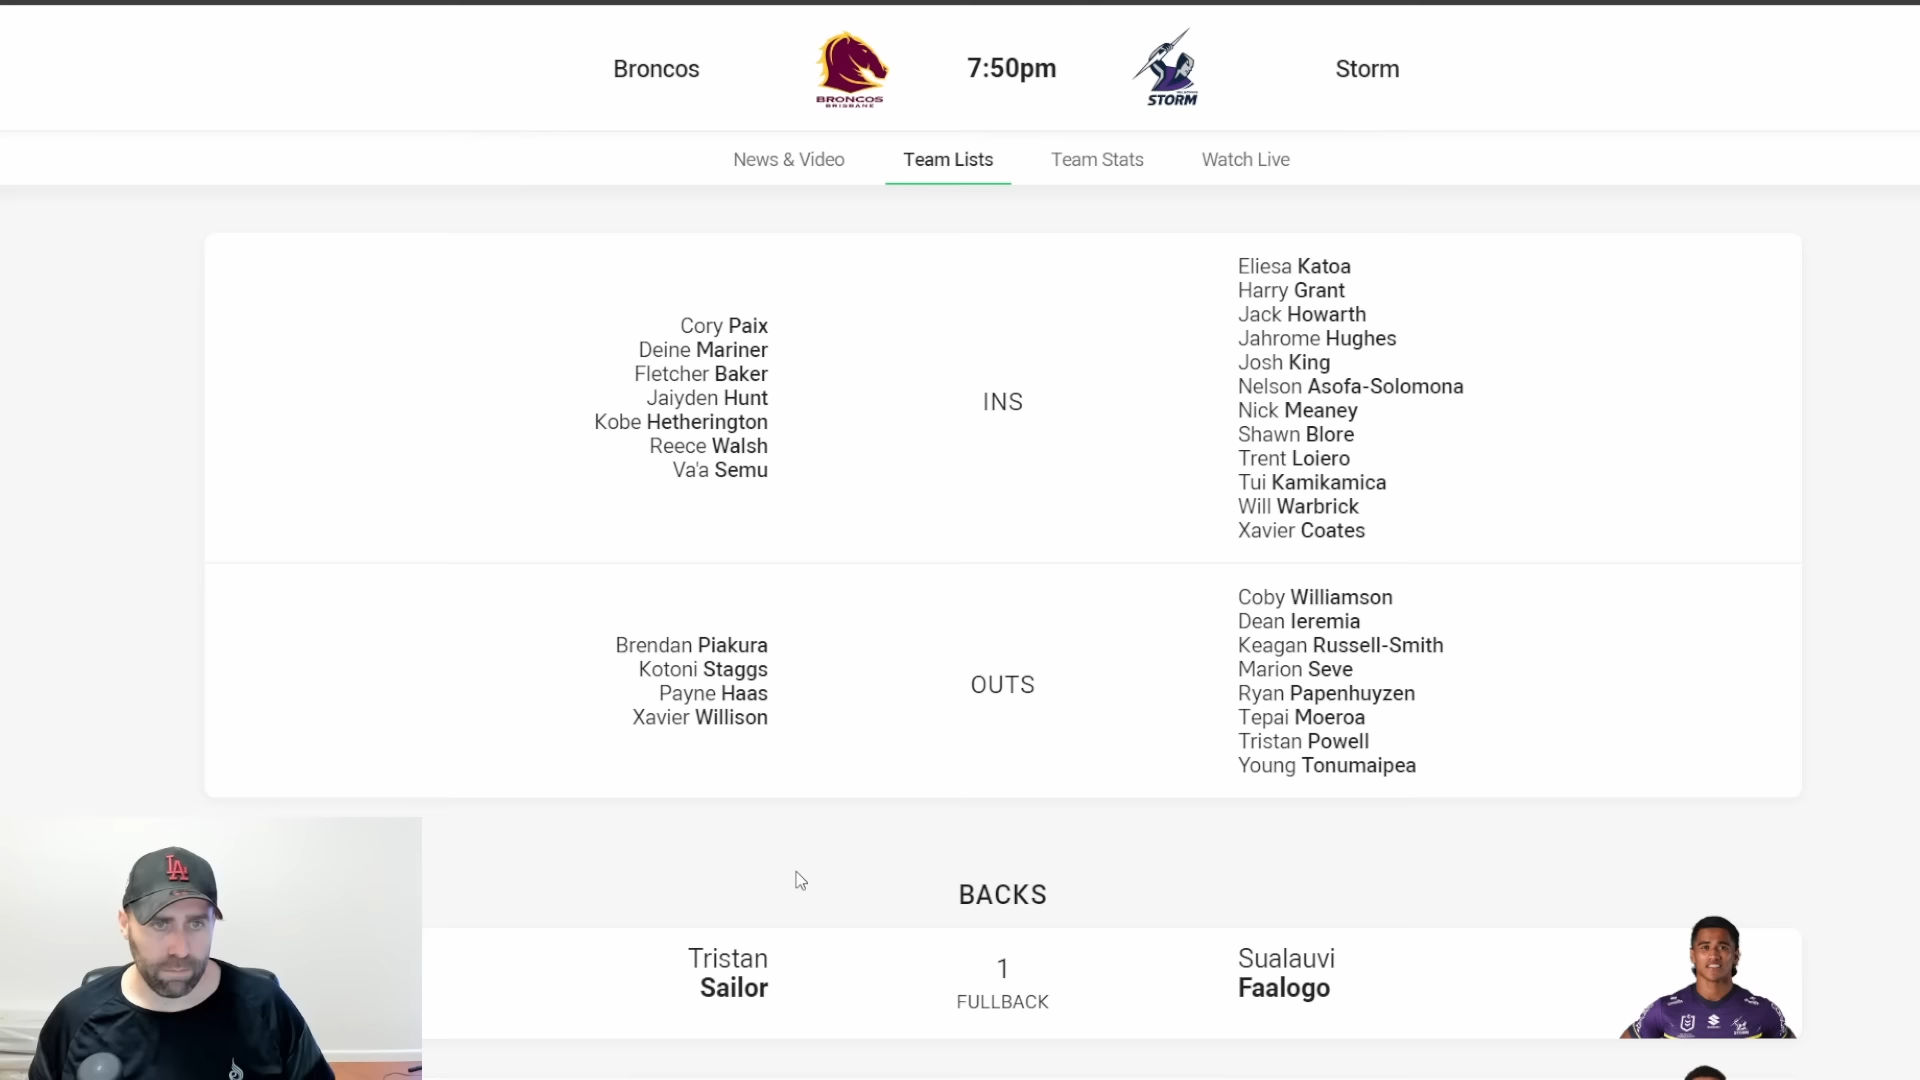 Broncos
BRONCOS
BRISBANE
7:50pm
STORM
Storm
News & Video
Team Lists
Team Stats
Watch Live
Cory Paix
Deine Mariner
Fletcher Baker
Jaiyden Hunt
Kobe Hetherington
Reece Walsh
Va'a Semu
INS
Eliesa Katoa
Harry Grant
Jack Howarth
Jahrome Hughes
Josh King
Nelson Asofa-Solomona
Nick Meaney
Shawn Blore
Trent Loiero
Tui Kamikamica
Will Warbrick
Xavier Coates
Brendan Piakura
Kotoni Staggs
Payne Haas
Xavier Willison
OUTS
Coby Williamson
Dean Ieremia
Keagan Russell-Smith
Marion Seve
Ryan Papenhuyzen
Tepai Moeroa
Tristan Powell
Young Tonumaipea
BACKS
Tristan
Sailor
1
FULLBACK
Sualauvi
Faalogo
LA